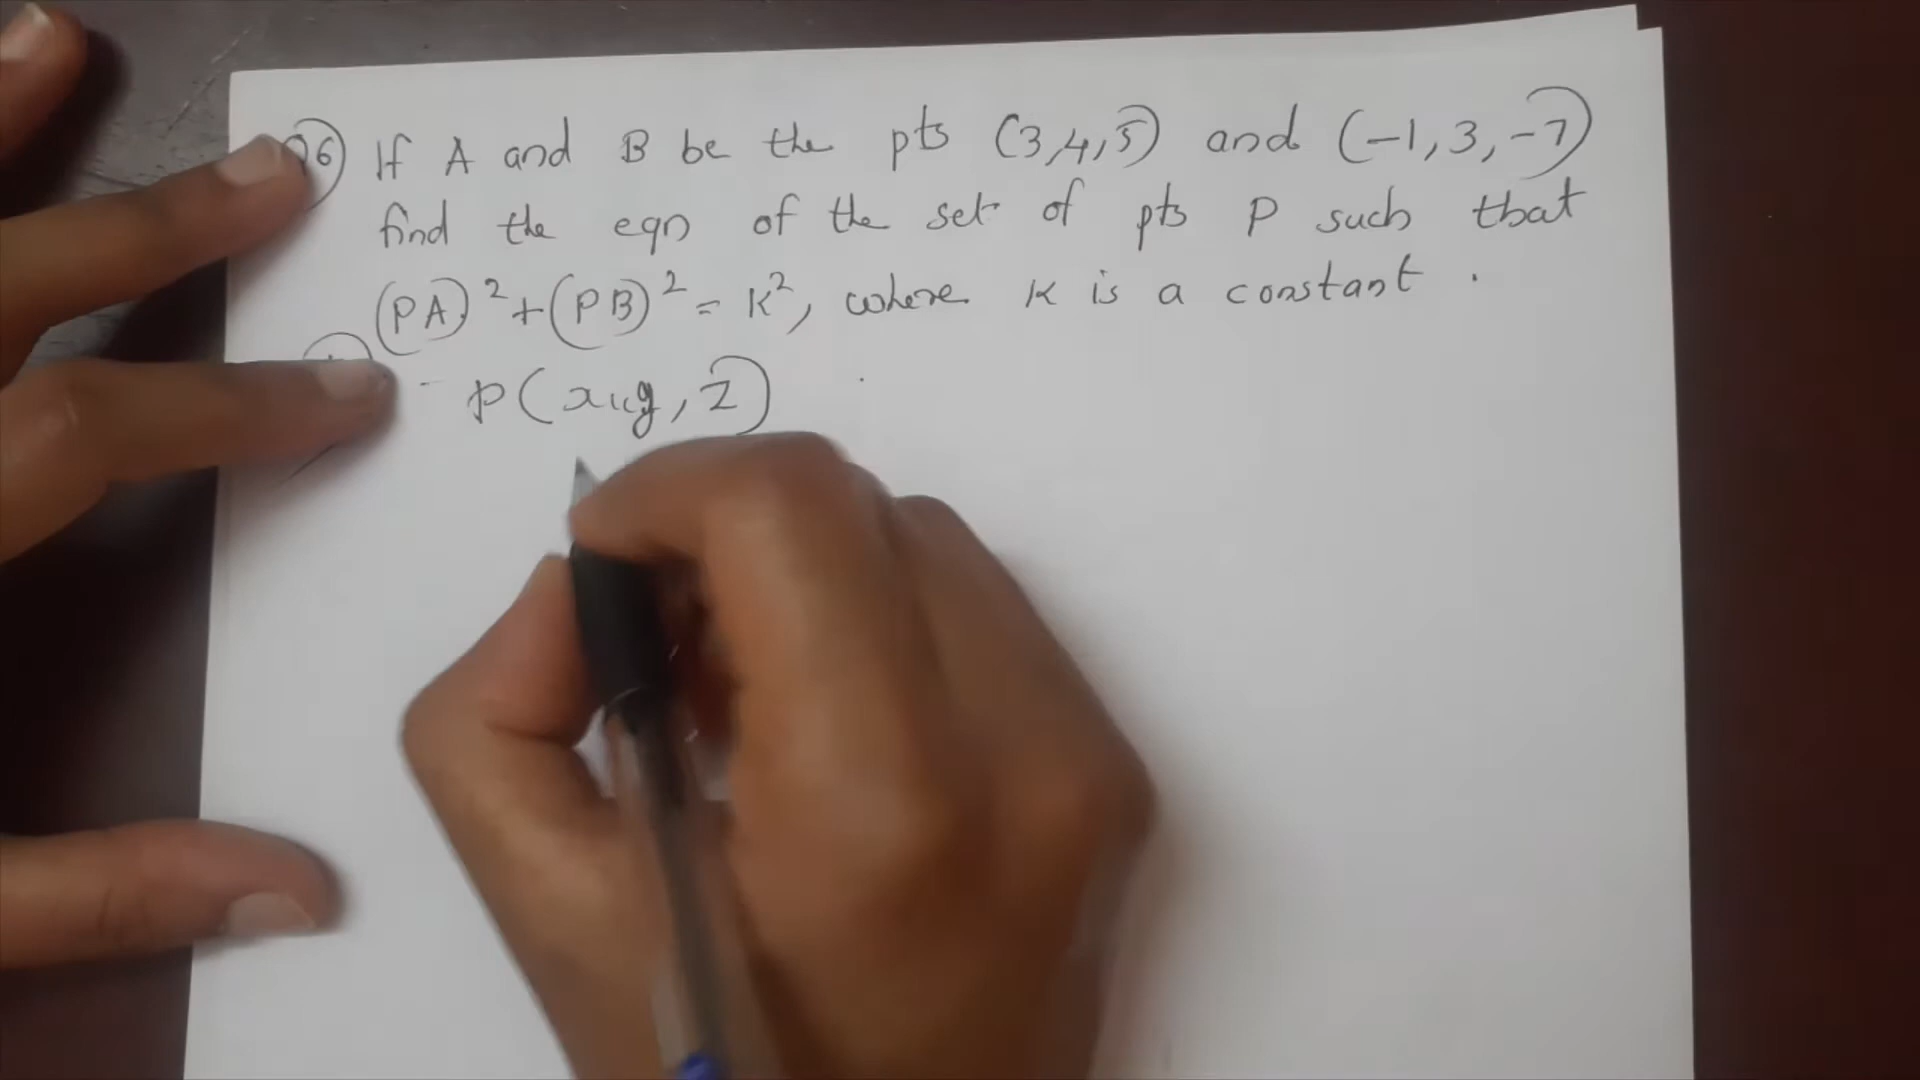 Q6 If A and B be the pts (3,4,5) and (-1,3,-7)
find the eqn of the set of pts P such that
(PA)²+(PB)² = K², where K is a constant.
P(x,y,z)